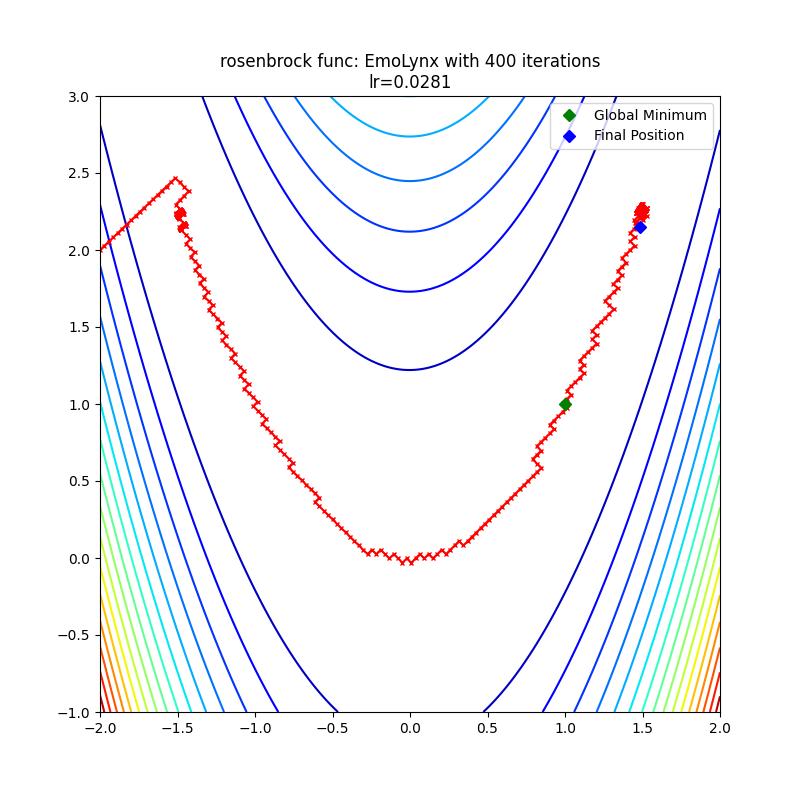 rosenbrock func: EmoLynx with 400 iterations
lr=0.0281
Global Minimum
Final Position
3.0
2.5
2.0
1.5
1.0
0.5
0.0
−0.5
−1.0
−2.0 −1.5 −1.0 −0.5 0.0 0.5 1.0 1.5 2.0